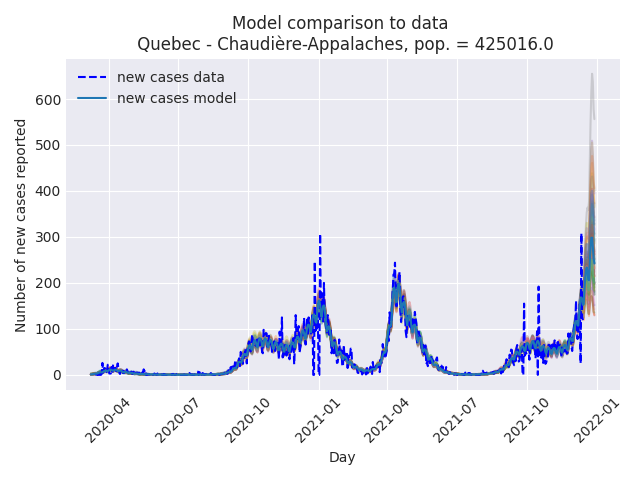 Model comparison to data
Quebec - Chaudière-Appalaches, pop. = 425016.0
new cases data
new cases model
Number of new cases reported
600
500
400
300
200
100
0
2020-04
2020-07
2020-10
2021-01
2021-04
2021-07
2021-10
2022-01
Day